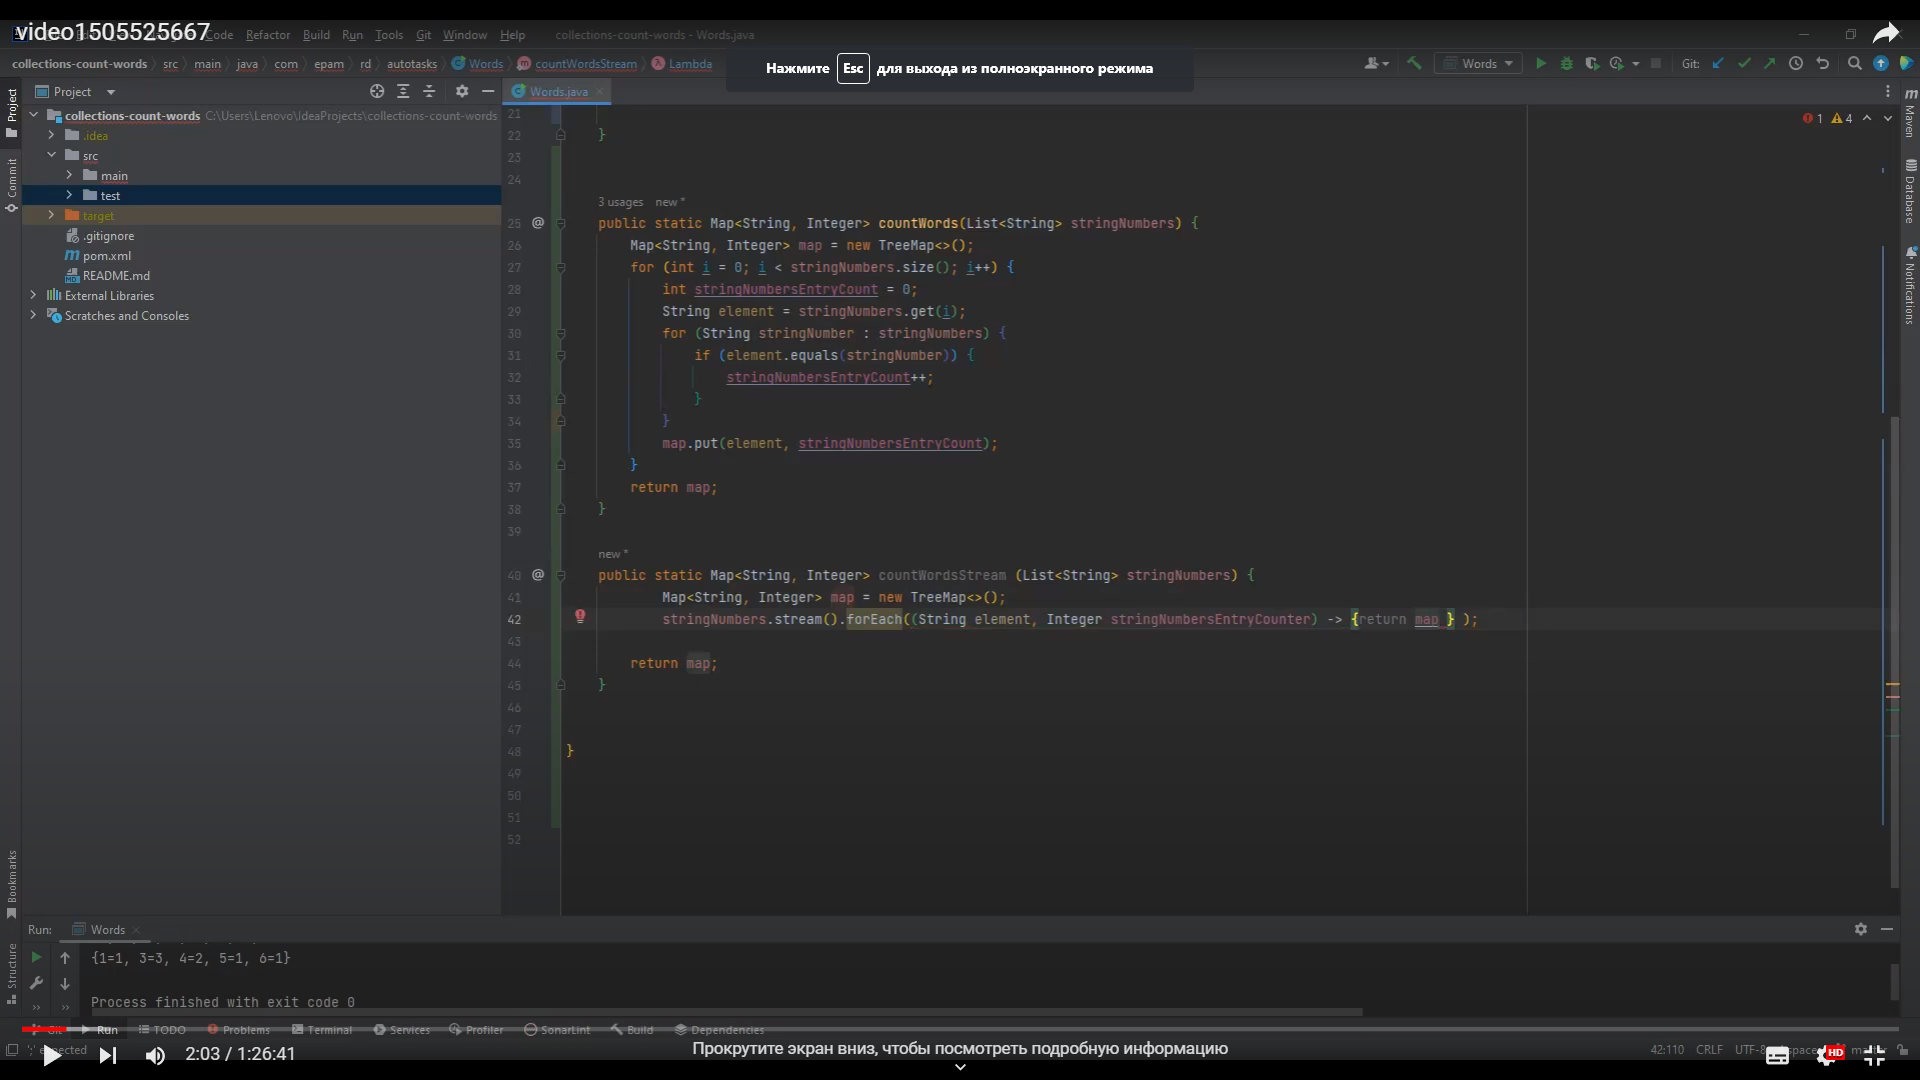 video1505525667
Code Refactor Build Run Tools Git Window Help collections-count-words - Words.java
collections-count-words src main java com epam rd autotasks Words countWordsStream Lambda
Нажмите Esc для выхода из полноэкранного режима
Words Git:
Project
Words.java
collections-count-words C:\Users\Lenovo\IdeaProjects\collections-count-words
.idea
src
main
test
target
.gitignore
pom.xml
README.md
External Libraries
Scratches and Consoles
Project
Commit
Bookmarks
Structure
1 4
Maven
Database
Notifications
21
22 }
23
24
3 usages new *
25 @ public static Map<String, Integer> countWords(List<String> stringNumbers) {
26 Map<String, Integer> map = new TreeMap<>();
27 for (int i = 0; i < stringNumbers.size(); i++) {
28 int stringNumbersEntryCount = 0;
29 String element = stringNumbers.get(i);
30 for (String stringNumber : stringNumbers) {
31 if (element.equals(stringNumber)) {
32 stringNumbersEntryCount++;
33 }
34 }
35 map.put(element, stringNumbersEntryCount);
36 }
37 return map;
38 }
39
new *
40 @ public static Map<String, Integer> countWordsStream (List<String> stringNumbers) {
41 Map<String, Integer> map = new TreeMap<>();
42 stringNumbers.stream().forEach((String element, Integer stringNumbersEntryCounter) -> {return map } );
43
44 return map;
45 }
46
47
48 }
49
50
51
52
Run: Words
{1=1, 3=3, 4=2, 5=1, 6=1}
Process finished with exit code 0
Git Run TODO Problems Terminal Services Profiler SonarLint Build Dependencies
2:03 / 1:26:41
Прокрутите экран вниз, чтобы посмотреть подробную информацию
42:110 CRLF UTF-8
HD